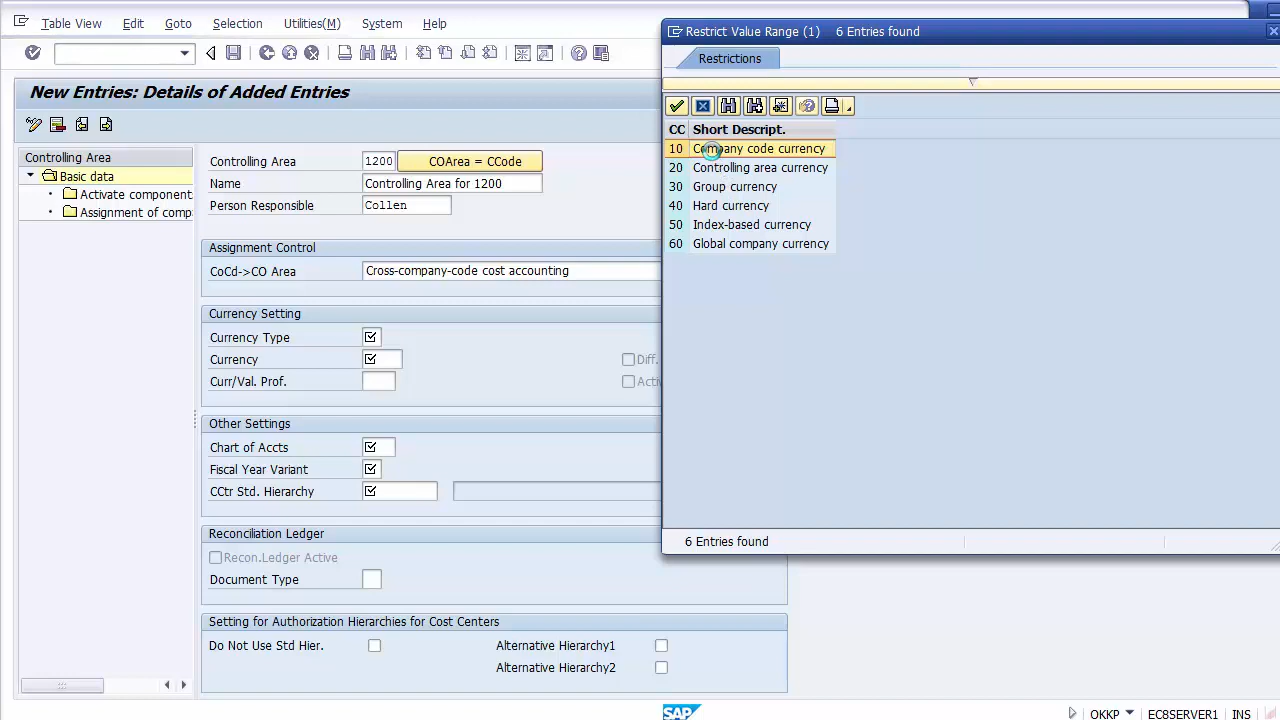 Table View Edit Goto Selection Utilities(M) System Help
New Entries: Details of Added Entries
Controlling Area
Basic data
Activate component
Assignment of comp
Controlling Area 1200 COArea = CCode
Name Controlling Area for 1200
Person Responsible Collen
Assignment Control
CoCd->CO Area Cross-company-code cost accounting
Currency Setting
Currency Type
Currency Diff.
Curr/Val. Prof. Activ
Other Settings
Chart of Accts
Fiscal Year Variant
CCtr Std. Hierarchy
Reconciliation Ledger
Recon.Ledger Active
Document Type
Setting for Authorization Hierarchies for Cost Centers
Do Not Use Std Hier. Alternative Hierarchy1
Alternative Hierarchy2
Restrict Value Range (1) 6 Entries found
Restrictions
CC Short Descript.
10 Company code currency
20 Controlling area currency
30 Group currency
40 Hard currency
50 Index-based currency
60 Global company currency
6 Entries found
SAP OKKP EC8SERVER1 INS